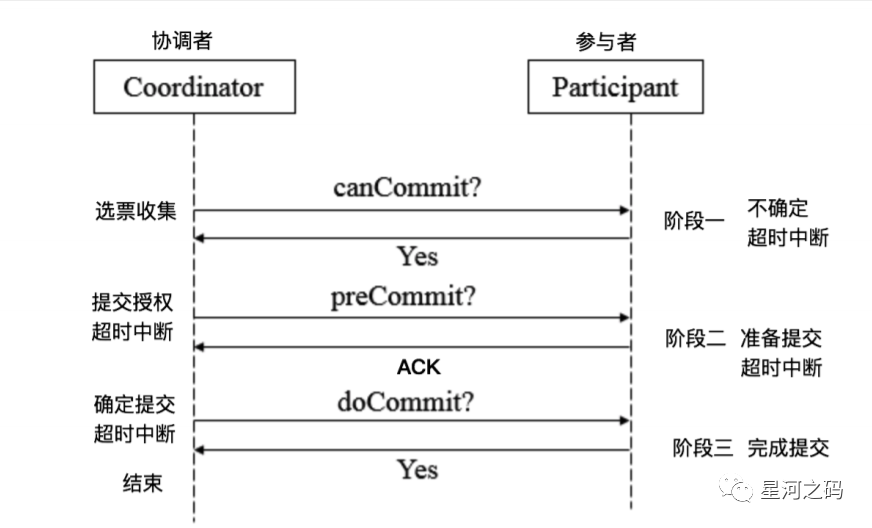 协调者
参与者
Coordinator
Participant
canCommit?
选票收集
阶段一
不确定
超时中断
Yes
提交授权
超时中断
preCommit?
阶段二
准备提交
超时中断
ACK
确定提交
超时中断
doCommit?
阶段三
完成提交
Yes
结束
星河之码